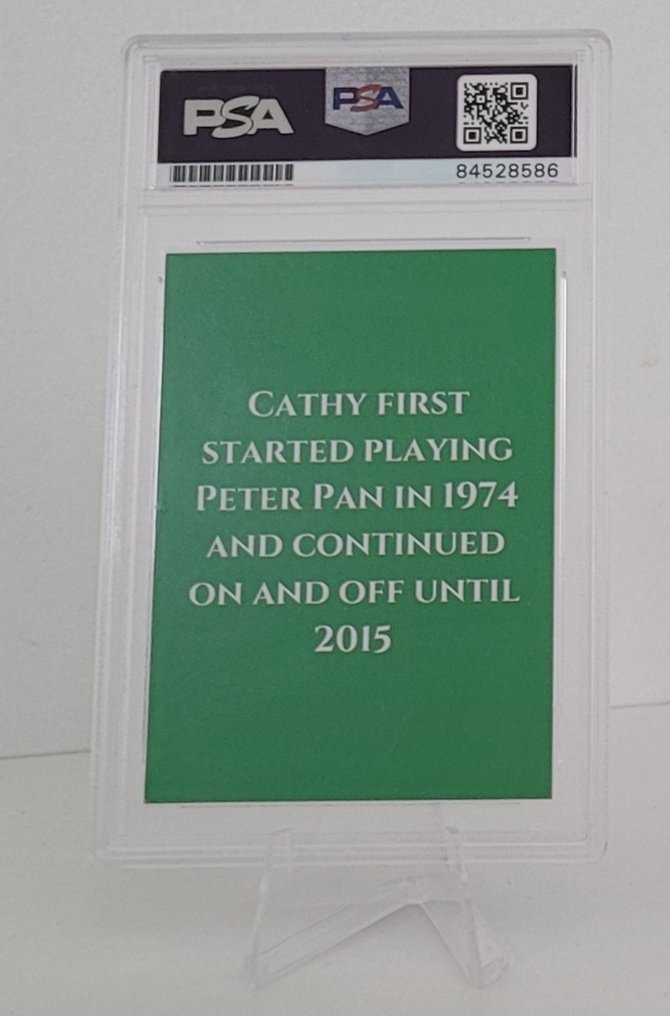 PSA
PSA
84528586
CATHY FIRST
STARTED PLAYING
PETER PAN IN 1974
AND CONTINUED
ON AND OFF UNTIL
2015